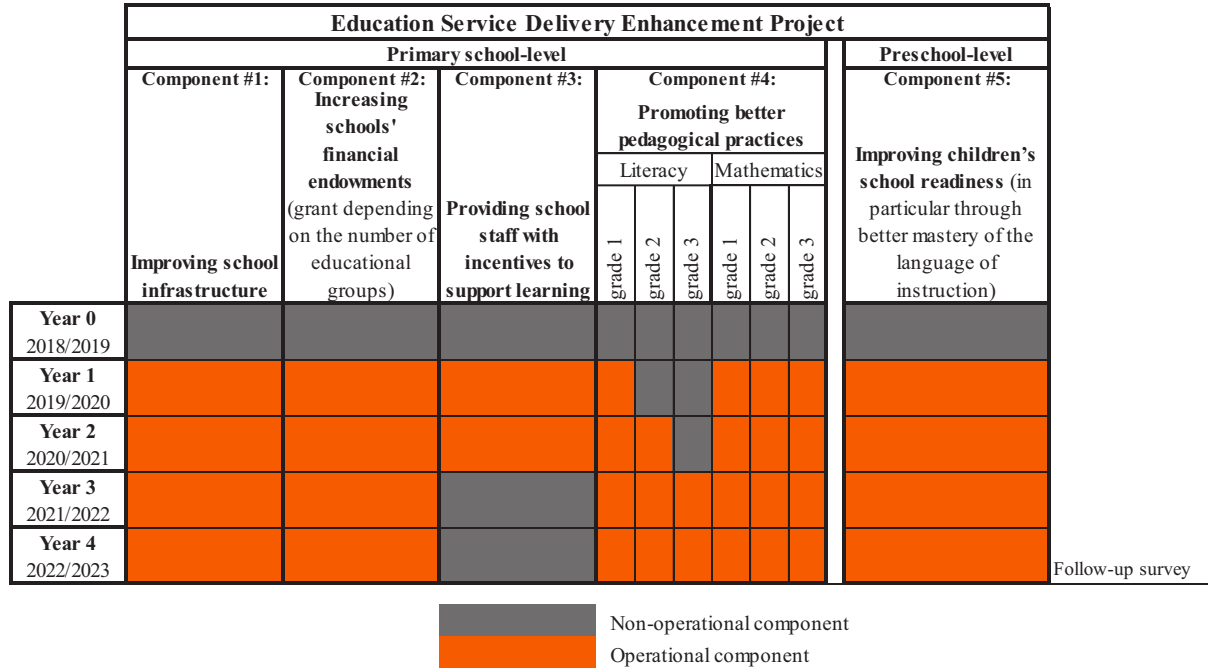 Education Service Delivery Enhancement Project
Primary school-level
Preschool-level
Component #1:
Improving school
infrastructure
Component #2:
Increasing
schools'
financial
endowments
(grant depending
on the number of
educational
groups)
Component #3:
Providing school
staff with
incentives to
support learning
Component #4:
Promoting better
pedagogical practices
Literacy
Mathematics
grade 1
grade 2
grade 3
grade 1
grade 2
grade 3
Component #5:
Improving children’s
school readiness (in
particular through
better mastery of the
language of
instruction)
Year 0
2018/2019
Year 1
2019/2020
Year 2
2020/2021
Year 3
2021/2022
Year 4
2022/2023
Follow-up survey
Non-operational component
Operational component